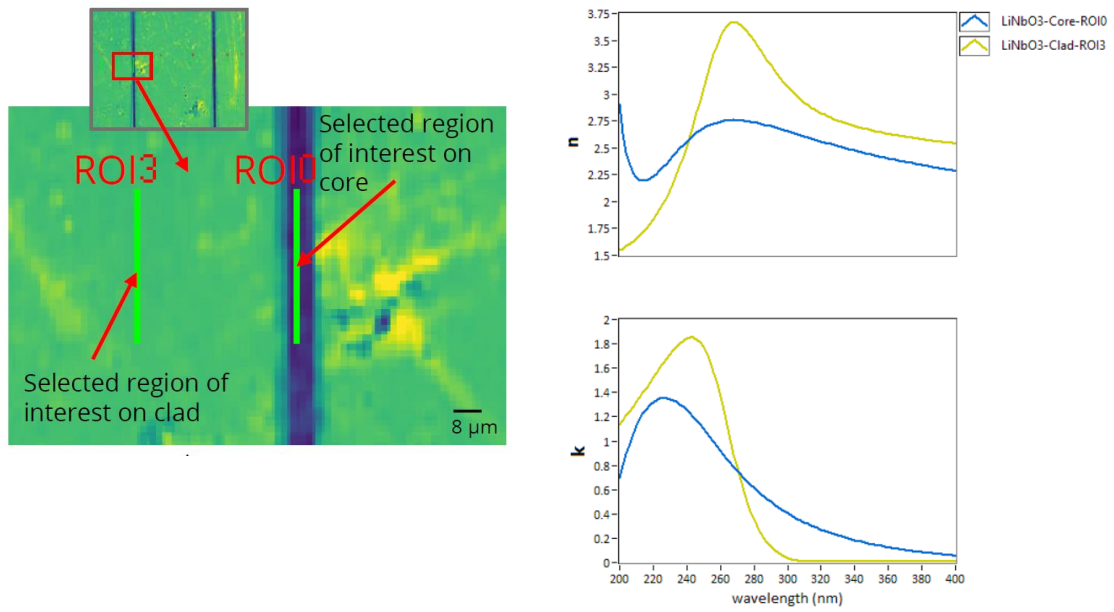 ROI3
ROI0
Selected region
of interest on
core
Selected region of
interest on clad
8 µm
3.75
3.5
3.25
3
2.75
2.5
2.25
2
1.75
1.5
n
LiNbO3-Core-ROI0
LiNbO3-Clad-ROI3
2
1.8
1.6
1.4
1.2
1
0.8
0.6
0.4
0.2
0
k
200 220 240 260 280 300 320 340 360 380 400
wavelength (nm)